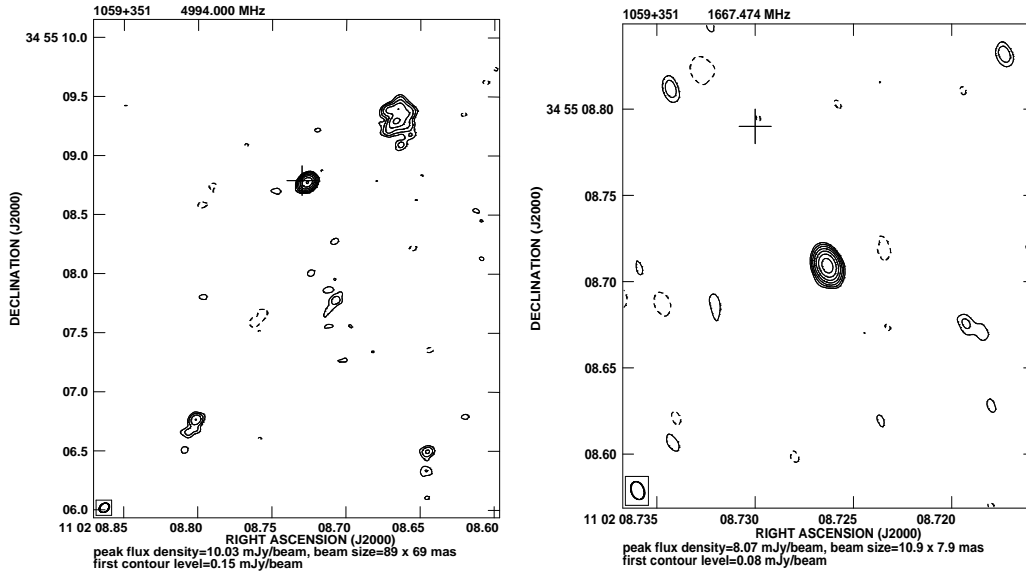 1059+351 4994.000 MHz
34 55 10.0
09.5
09.0
08.5
08.0
07.5
07.0
06.5
06.0
DECLINATION (J2000)
11 02 08.85 08.80 08.75 08.70 08.65 08.60
RIGHT ASCENSION (J2000)
peak flux density=10.03 mJy/beam, beam size=89 x 69 mas
first contour level=0.15 mJy/beam
1059+351 1667.474 MHz
34 55 08.80
08.75
08.70
08.65
08.60
DECLINATION (J2000)
11 02 08.735 08.730 08.725 08.720
RIGHT ASCENSION (J2000)
peak flux density=8.07 mJy/beam, beam size=10.9 x 7.9 mas
first contour level=0.08 mJy/beam